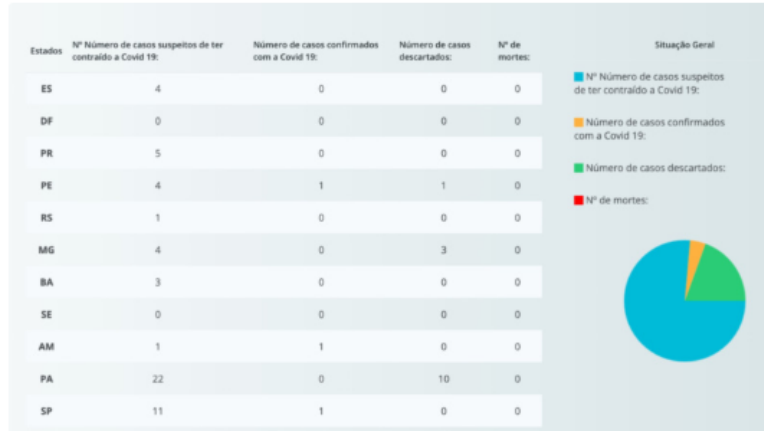 Estados Nº Número de casos suspeitos de ter contraído a Covid 19: Número de casos confirmados com a Covid 19: Número de casos descartados: Nº de mortes:
ES 4 0 0 0
DF 0 0 0 0
PR 5 0 0 0
PE 4 1 1 0
RS 1 0 0 0
MG 4 0 3 0
BA 3 0 0 0
SE 0 0 0 0
AM 1 1 0 0
PA 22 0 10 0
SP 11 1 0 0
Situação Geral
Nº Número de casos suspeitos
de ter contraído a Covid 19:
Número de casos confirmados
com a Covid 19:
Número de casos descartados:
Nº de mortes: